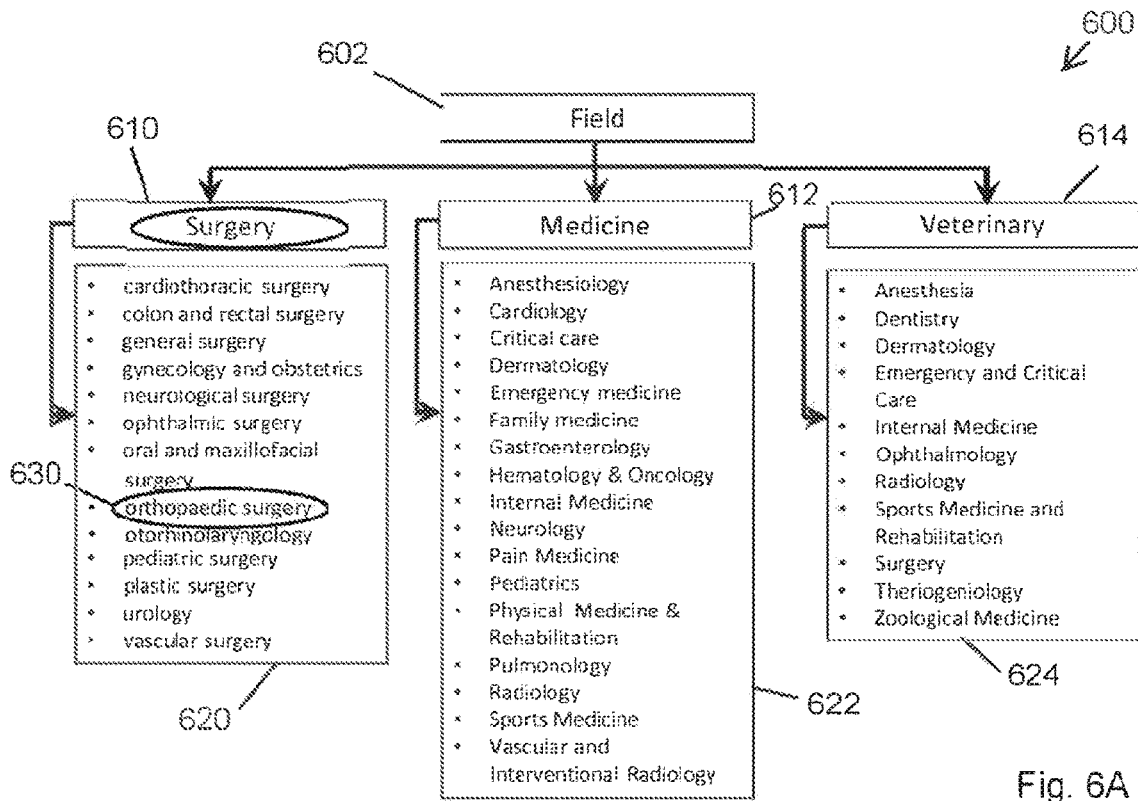 600
602
Field
610
614
Surgery
612
Medicine
Veterinary
cardiothoracic surgery
colon and rectal surgery
general surgery
gynecology and obstetrics
neurological surgery
ophthalmic surgery
oral and maxillofacial
surgery
630
orthopaedic surgery
otorhinolaryngology
pediatric surgery
plastic surgery
urology
vascular surgery
620
Anesthesiology
Cardiology
Critical care
Dermatology
Emergency medicine
Family medicine
Gastroenterology
Hematology & Oncology
Internal Medicine
Neurology
Pain Medicine
Pediatrics
Physical Medicine &
Rehabilitation
Pulmonology
Radiology
Sports Medicine
Vascular and
Interventional Radiology
622
Anesthesia
Dentistry
Dermatology
Emergency and Critical
Care
Internal Medicine
Ophthalmology
Radiology
Sports Medicine and
Rehabilitation
Surgery
Theriogeniology
Zoological Medicine
624
Fig. 6A